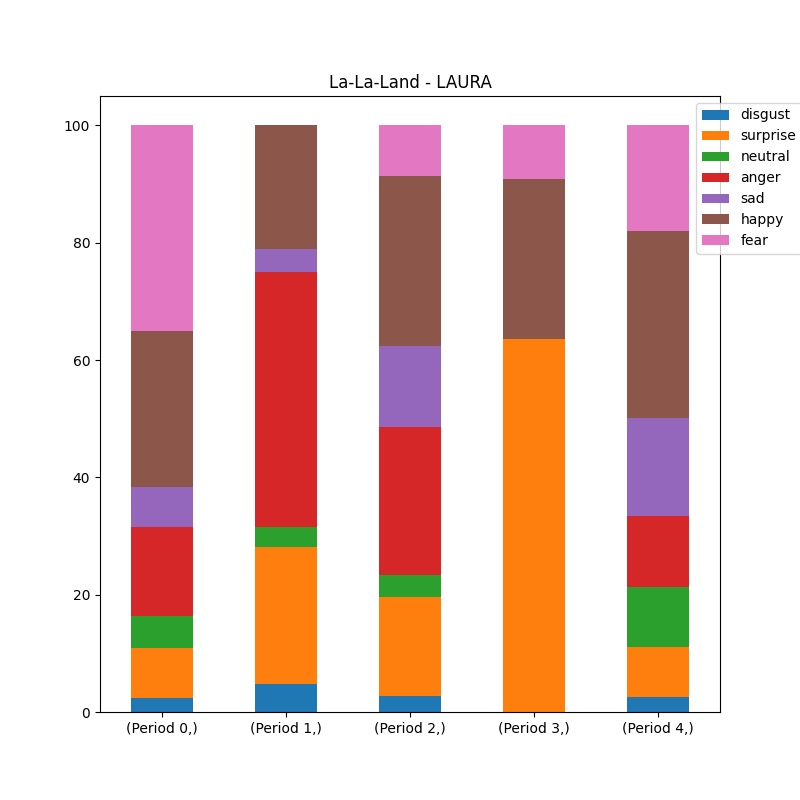 La-La-Land - LAURA
100
80
60
40
20
0
(Period 0,) (Period 1,) (Period 2,) (Period 3,) (Period 4,)
disgust
surprise
neutral
anger
sad
happy
fear